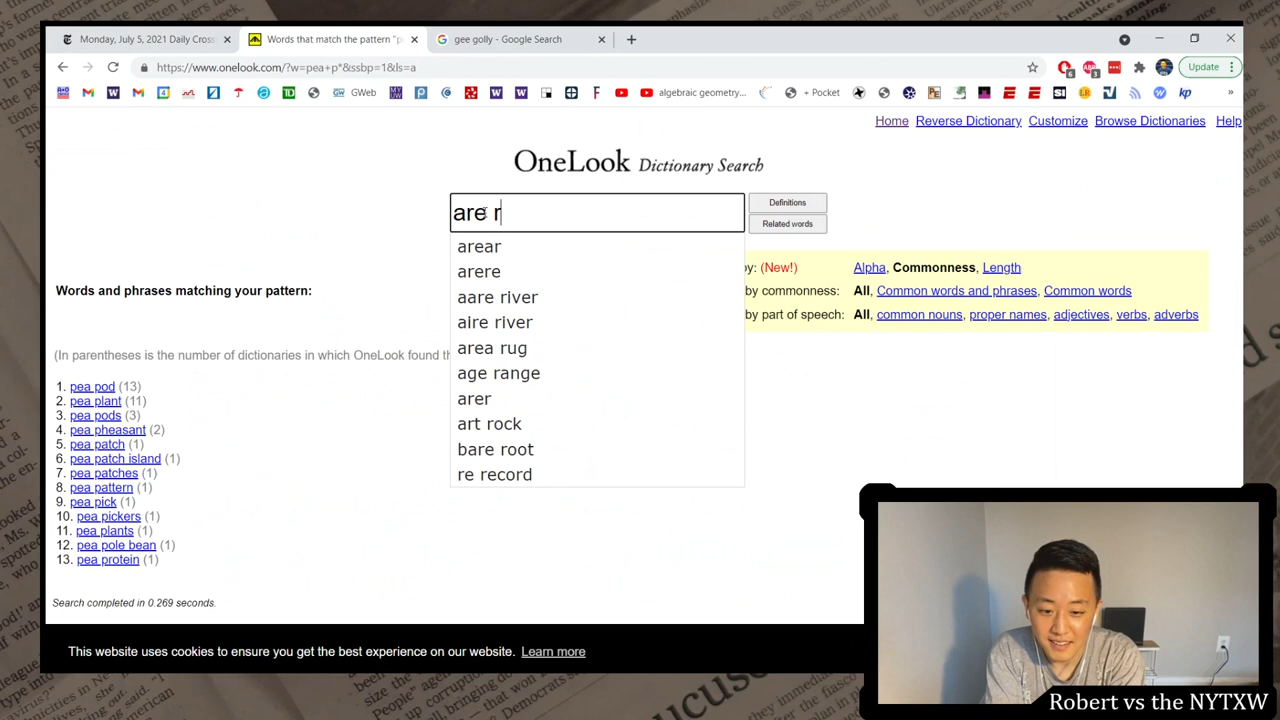 Monday, July 5, 2021 Daily Cross
Words that match the pattern "p
gee golly - Google Search
https://www.onelook.com/?w=pea+p*&ssbp=1&ls=a
Update
GWeb
algebraic geometry...
+ Pocket
Home Reverse Dictionary Customize Browse Dictionaries Help
OneLook Dictionary Search
are r
Definitions
Related words
arear
arere
aare river
aire river
area rug
age range
arer
art rock
bare root
re record
y: (New!) Alpha, Commonness, Length
by commonness: All, Common words and phrases, Common words
by part of speech: All, common nouns, proper names, adjectives, verbs, adverbs
Words and phrases matching your pattern:
(In parentheses is the number of dictionaries in which OneLook found th
1. pea pod (13)
2. pea plant (11)
3. pea pods (3)
4. pea pheasant (2)
5. pea patch (1)
6. pea patch island (1)
7. pea patches (1)
8. pea pattern (1)
9. pea pick (1)
10. pea pickers (1)
11. pea plants (1)
12. pea pole bean (1)
13. pea protein (1)
Search completed in 0.269 seconds.
This website uses cookies to ensure you get the best experience on our website. Learn more
Robert vs the NYTXW